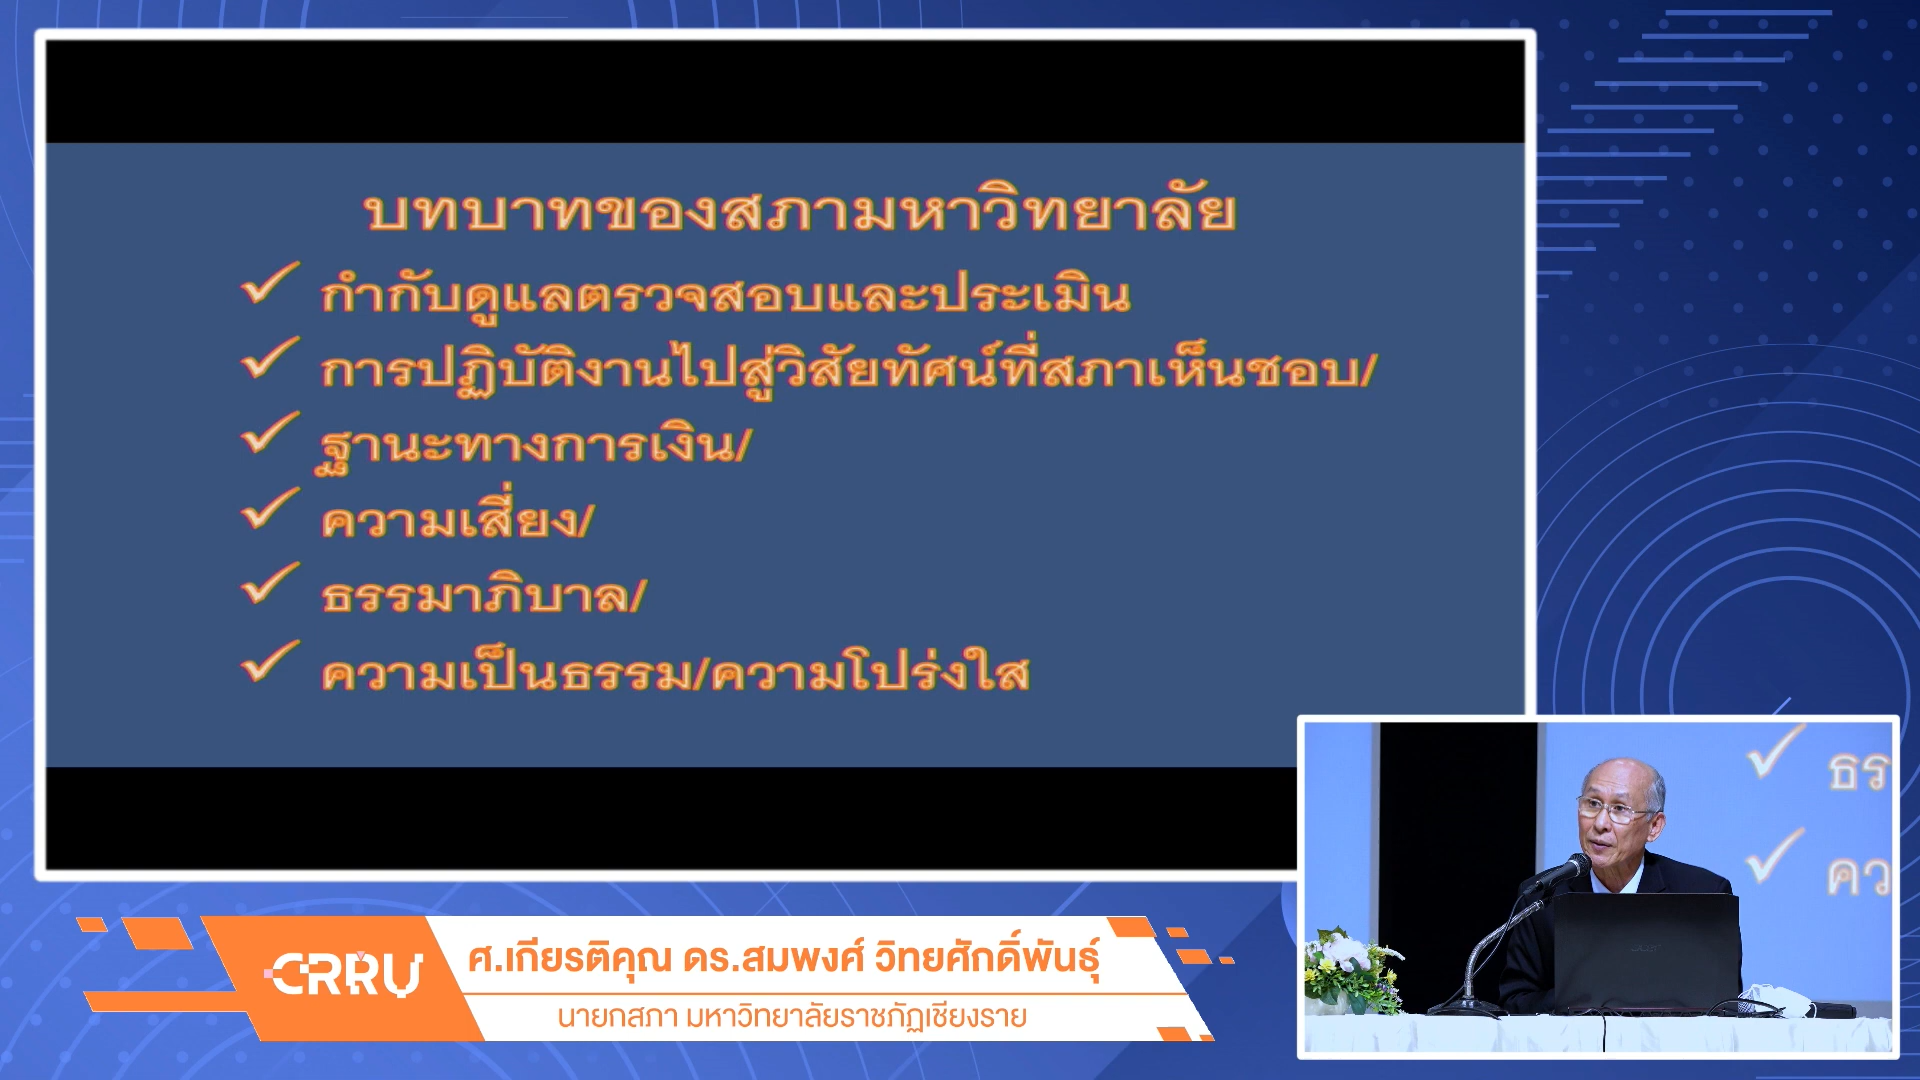 บทบาทของสภามหาวิทยาลัย
✓ กำกับดูแลตรวจสอบและประเมิน
✓ การปฏิบัติงานไปสู่วิสัยทัศน์ที่สภาเห็นชอบ/
✓ ฐานะทางการเงิน/
✓ ความเสี่ยง/
✓ ธรรมาภิบาล/
✓ ความเป็นธรรม/ความโปร่งใส
✓ ธร
✓ คว
acer
CRRU
ศ.เกียรติคุณ ดร.สมพงศ์ วิทยศักดิ์พันธุ์
นายกสภา มหาวิทยาลัยราชภัฏเชียงราย